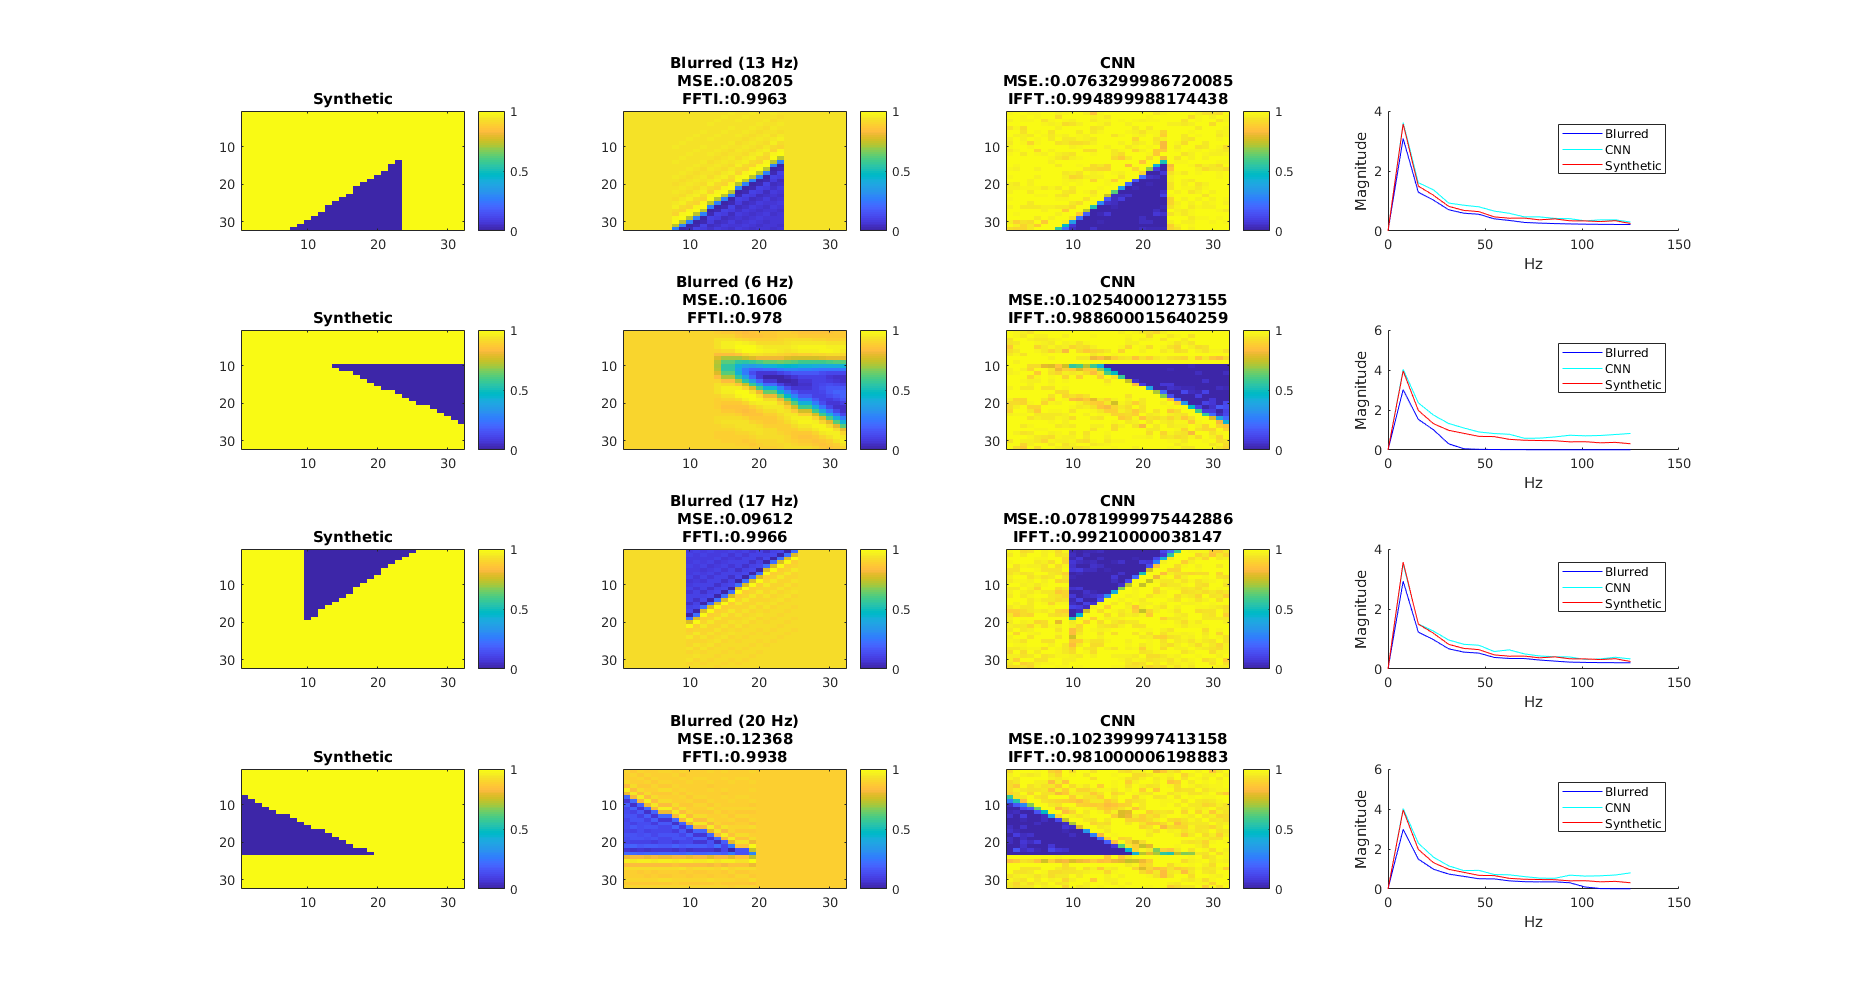 Synthetic
1
0.5
0
10
20
30
10
20
30
Blurred (13 Hz)
MSE.:0.08205
FFTI.:0.9963
1
0.5
0
10
20
30
10
20
30
CNN
MSE.:0.0763299986720085
IFFT.:0.994899988174438
1
0.5
0
10
20
30
10
20
30
Magnitude
4
2
0
0
50
100
150
Hz
Blurred
CNN
Synthetic
Synthetic
1
0.5
0
10
20
30
10
20
30
Blurred (6 Hz)
MSE.:0.1606
FFTI.:0.978
1
0.5
0
10
20
30
10
20
30
CNN
MSE.:0.102540001273155
IFFT.:0.988600015640259
1
0.5
0
10
20
30
10
20
30
Magnitude
6
4
2
0
0
50
100
150
Hz
Blurred
CNN
Synthetic
Synthetic
1
0.5
0
10
20
30
10
20
30
Blurred (17 Hz)
MSE.:0.09612
FFTI.:0.9966
1
0.5
0
10
20
30
10
20
30
CNN
MSE.:0.0781999975442886
IFFT.:0.99210000038147
1
0.5
0
10
20
30
10
20
30
Magnitude
4
2
0
0
50
100
150
Hz
Blurred
CNN
Synthetic
Synthetic
1
0.5
0
10
20
30
10
20
30
Blurred (20 Hz)
MSE.:0.12368
FFTI.:0.9938
1
0.5
0
10
20
30
10
20
30
CNN
MSE.:0.102399997413158
IFFT.:0.981000006198883
1
0.5
0
10
20
30
10
20
30
Magnitude
6
4
2
0
0
50
100
150
Hz
Blurred
CNN
Synthetic